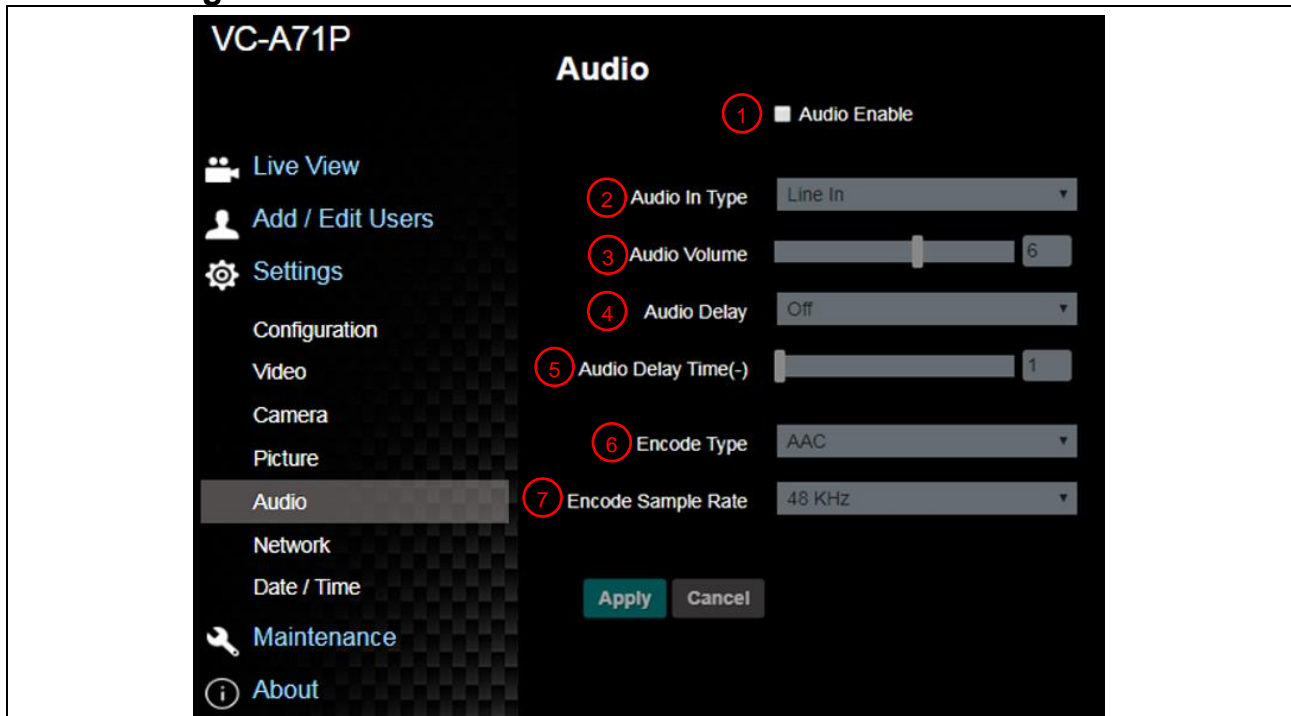 VC-A71P
Audio
1 Audio Enable
Live View
Add / Edit Users
Settings
Configuration
Video
Camera
Picture
Audio
Network
Date / Time
Maintenance
About
2 Audio In Type Line In
3 Audio Volume 6
4 Audio Delay Off
5 Audio Delay Time(-) 1
6 Encode Type AAC
7 Encode Sample Rate 48 KHz
Apply Cancel